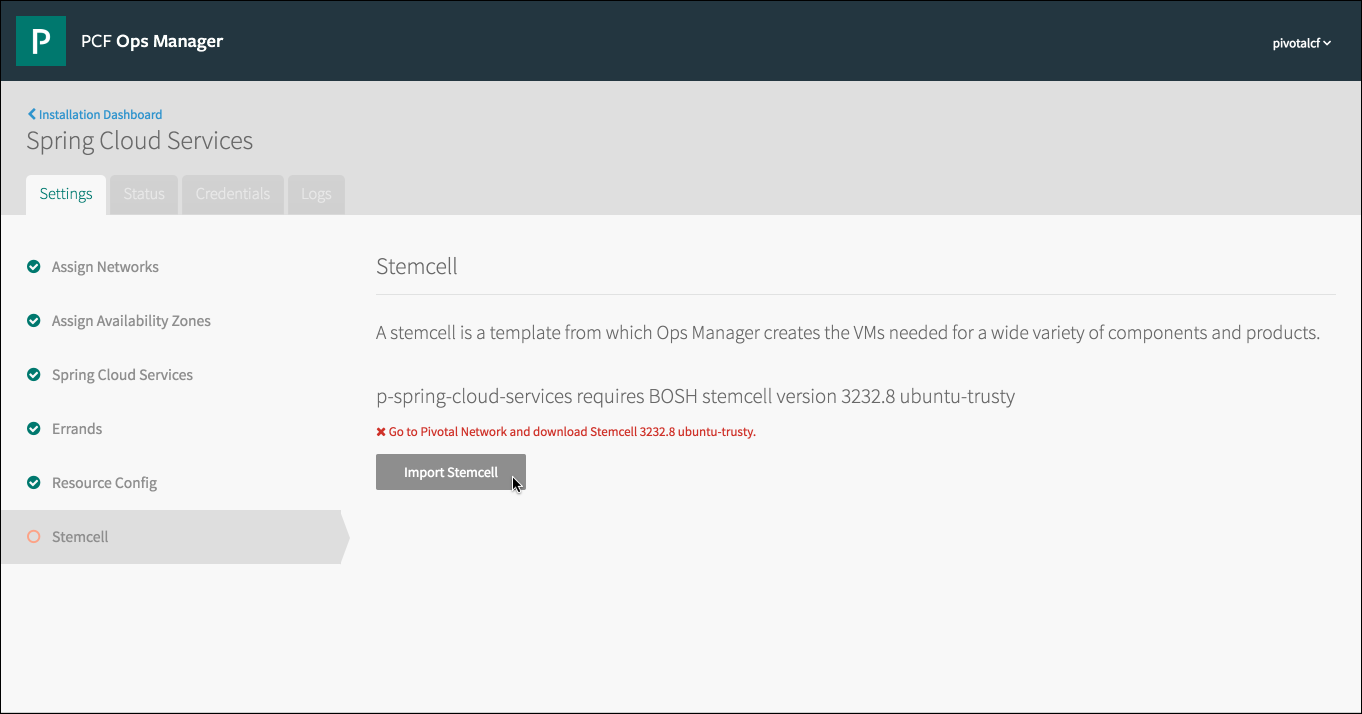 P
PCF Ops Manager
pivotalcf
Installation Dashboard
Spring Cloud Services
Settings
Status
Credentials
Logs
Assign Networks
Assign Availability Zones
Spring Cloud Services
Errands
Resource Config
Stemcell
Stemcell
A stemcell is a template from which Ops Manager creates the VMs needed for a wide variety of components and products.
p-spring-cloud-services requires BOSH stemcell version 3232.8 ubuntu-trusty
Go to Pivotal Network and download Stemcell 3232.8 ubuntu-trusty.
Import Stemcell